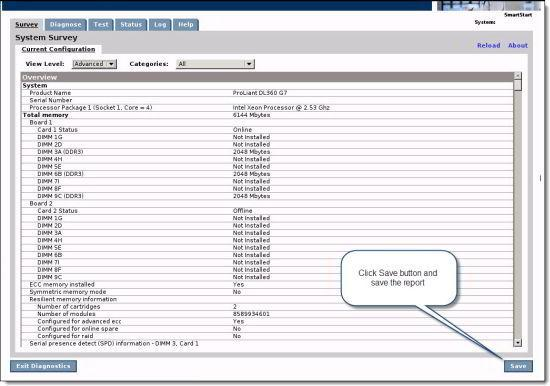 SmartStart
Systems:
Survey Diagnose Test Status Log Help
System Survey
Reload About
Current Configuration
View Level: Advanced Categories: All
Overview
System
Product Name ProLiant DL360 G7
Serial Number
Processor Package 1 (Socket 1, Core = 4) Intel Xeon Processor @ 2.53 Ghz
Total memory 6144 Mbytes
Board 1
Card 1 Status Online
DIMM 1G Not Installed
DIMM 2D Not Installed
DIMM 3A (DDR3) 2048 Mbytes
DIMM 4H Not Installed
DIMM 5E Not Installed
DIMM 6B (DDR3) 2048 Mbytes
DIMM 7I Not Installed
DIMM 8F Not Installed
DIMM 9C (DDR3) 2048 Mbytes
Board 2
Card 2 Status Offline
DIMM 1G Not Installed
DIMM 2D Not Installed
DIMM 3A Not Installed
DIMM 4H Not Installed
DIMM 5E Not Installed
DIMM 6B Not Installed
DIMM 7I Not Installed
DIMM 8F Not Installed
DIMM 9C Not Installed
ECC memory installed Yes
Symmetric memory mode No
Resilient memory information
Number of cartridges 2
Number of modules 8589934601
Configured for advanced ecc Yes
Configured for online spare No
Configured for raid No
Serial presence detect (SPD) information - DIMM 3, Card 1
Click Save button and
save the report
Exit Diagnostics Save